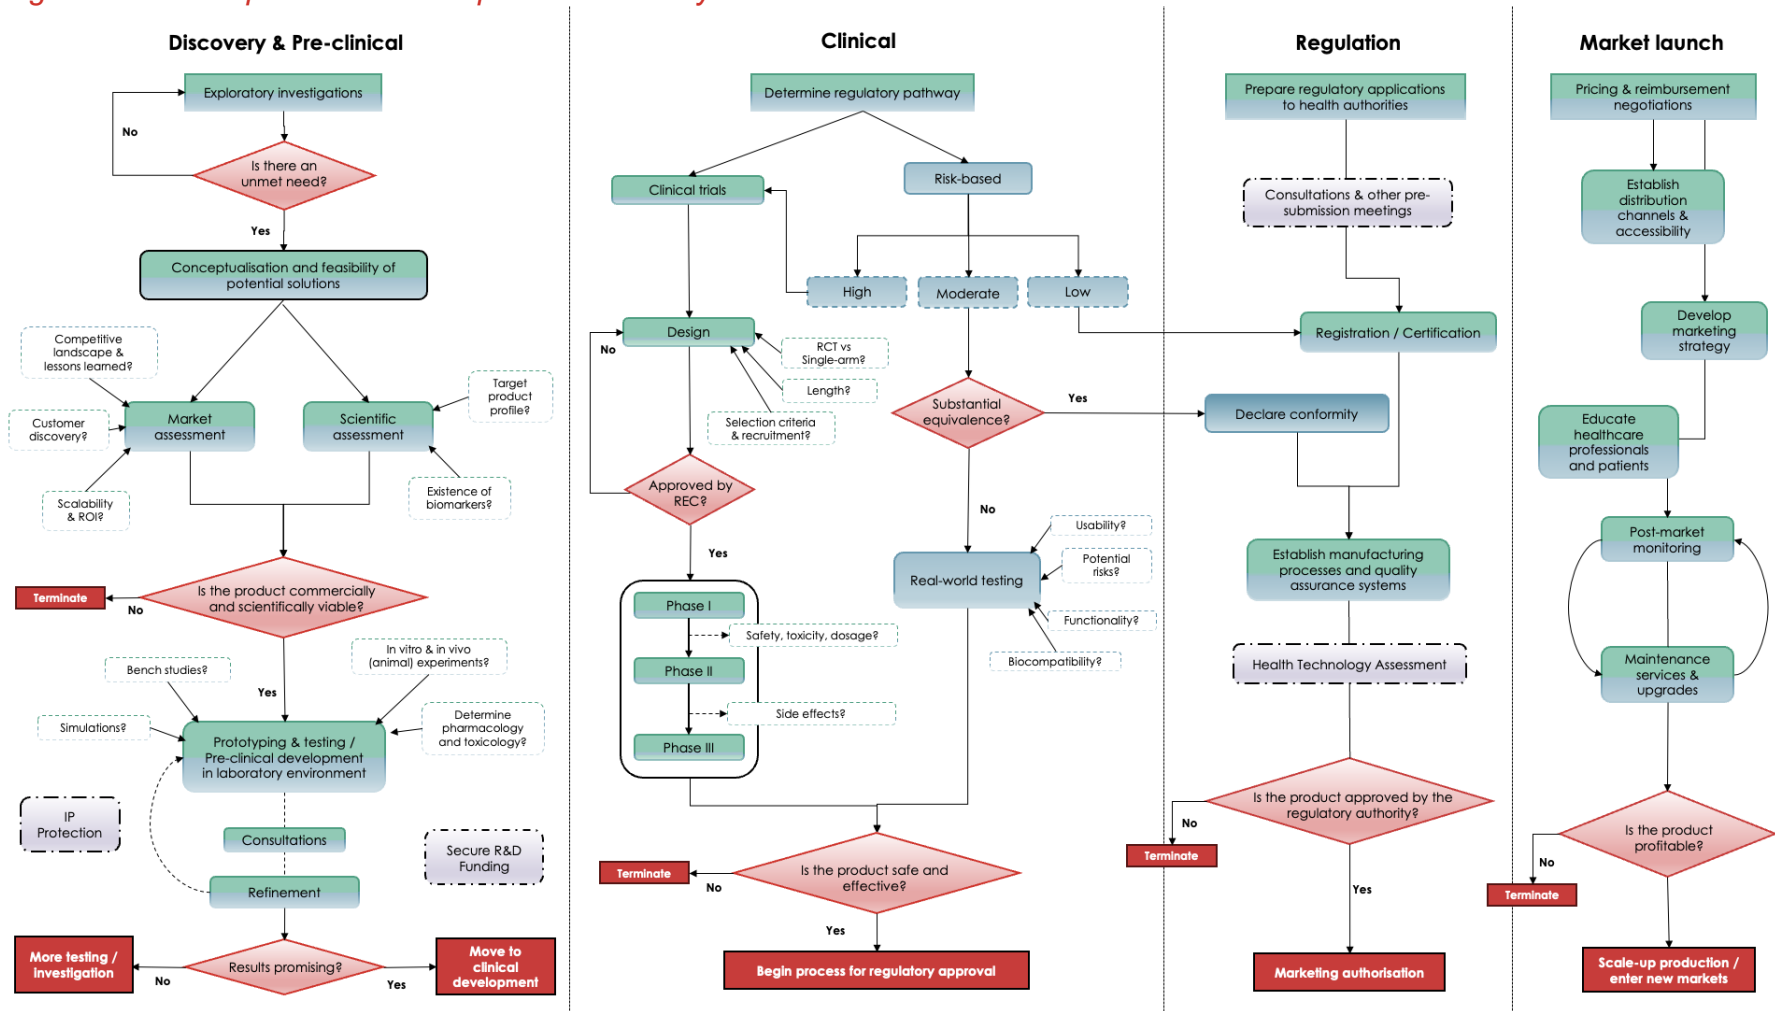 Discovery & Pre-clinical
Exploratory investigations
No
Is there an
unmet need?
Yes
Conceptualisation and feasibility of
potential solutions
Competitive
landscape &
lessons learned?
Customer
discovery?
Scalability
& ROI?
Market
assessment
Scientific
assessment
Target
product
profile?
Existence of
biomarkers?
Is the product commercially
and scientifically viable?
No
Terminate
Yes
Bench studies?
In vitro & in vivo
(animal) experiments?
Simulations?
Determine
pharmacology
and toxicology?
Prototyping & testing /
Pre-clinical development
in laboratory environment
IP
Protection
Consultations
Secure R&D
Funding
Refinement
Results promising?
No
More testing /
investigation
Yes
Move to
clinical
development
Clinical
Determine regulatory pathway
Clinical trials
Risk-based
High
Moderate
Low
Design
No
RCT vs
Single-arm?
Length?
Selection criteria
& recruitment?
Substantial
equivalence?
Yes
Approved by
REC?
No
Yes
Usability?
Potential
risks?
Real-world testing
Functionality?
Biocompatibility?
Phase I
Safety, toxicity, dosage?
Phase II
Side effects?
Phase III
Is the product safe and
effective?
No
Terminate
Yes
Begin process for regulatory approval
Regulation
Prepare regulatory applications
to health authorities
Consultations & other pre-
submission meetings
Registration / Certification
Declare conformity
Establish manufacturing
processes and quality
assurance systems
Health Technology Assessment
Is the product approved by the
regulatory authority?
No
Terminate
Yes
Marketing authorisation
Market launch
Pricing & reimbursement
negotiations
Establish
distribution
channels &
accessibility
Develop
marketing
strategy
Educate
healthcare
professionals
and patients
Post-market
monitoring
Maintenance
services &
upgrades
Is the product
profitable?
No
Terminate
Scale-up production /
enter new markets